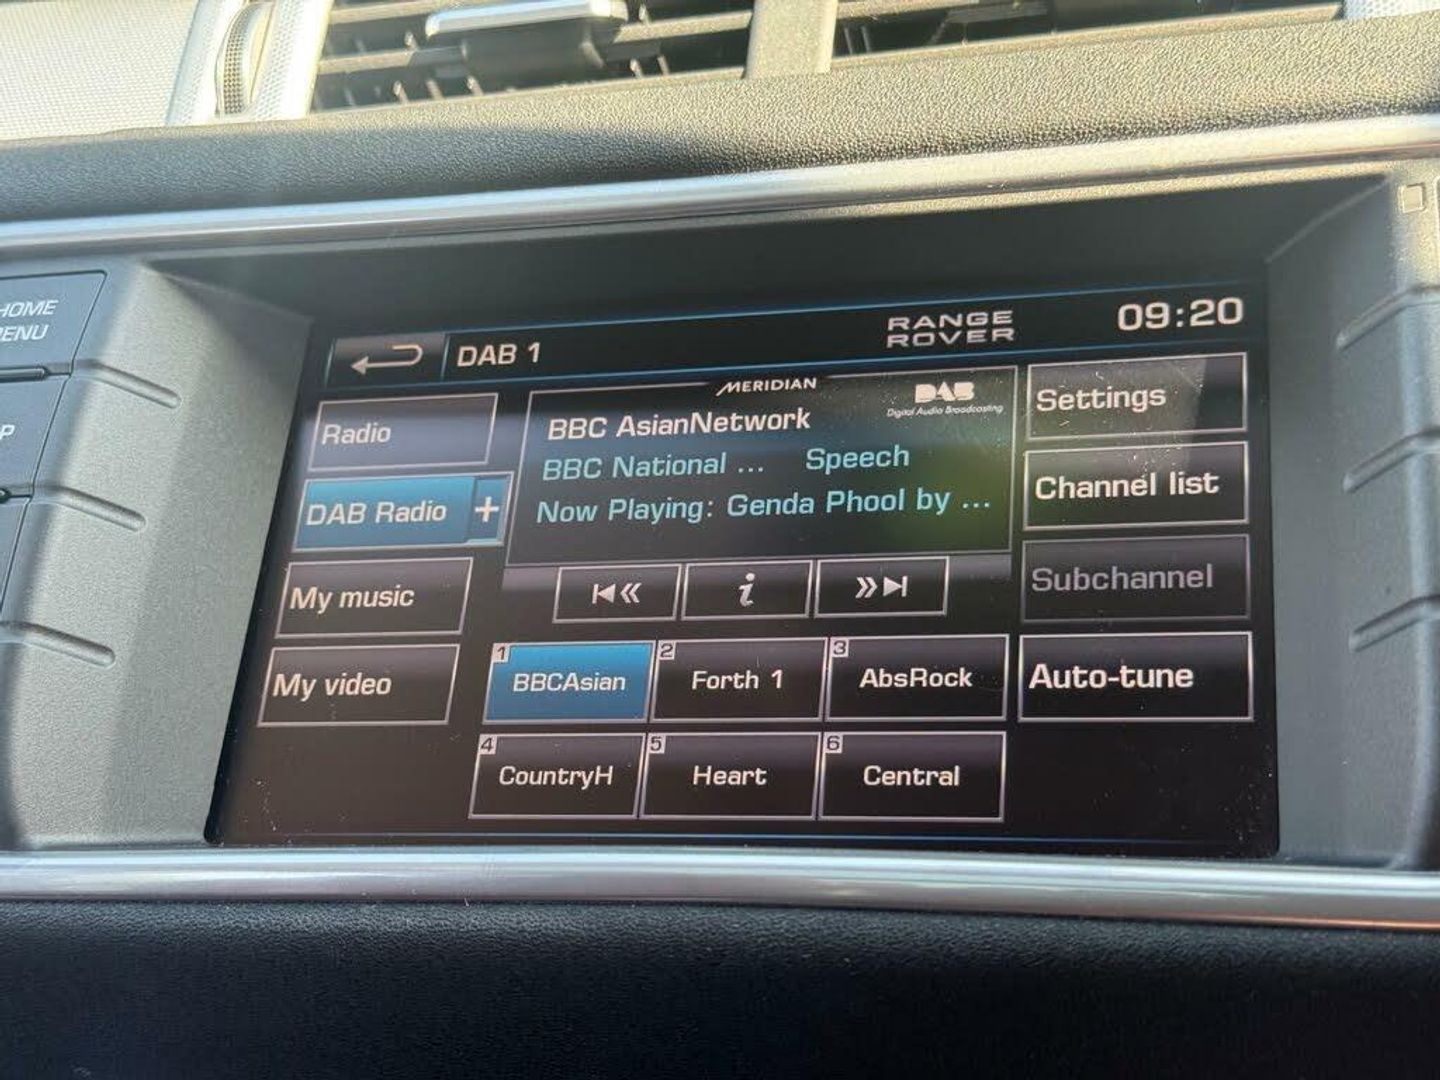 HOME
MENU
DAB 1
RANGE
ROVER
09:20
MERIDIAN
DAB
Digital Audio Broadcasting
BBC AsianNetwork
BBC National ... Speech
Now Playing: Genda Phool by ...
Radio
DAB Radio +
My music
My video
Settings
Channel list
Subchannel
Auto-tune
i
1 BBCAsian
2 Forth 1
3 AbsRock
4 CountryH
5 Heart
6 Central